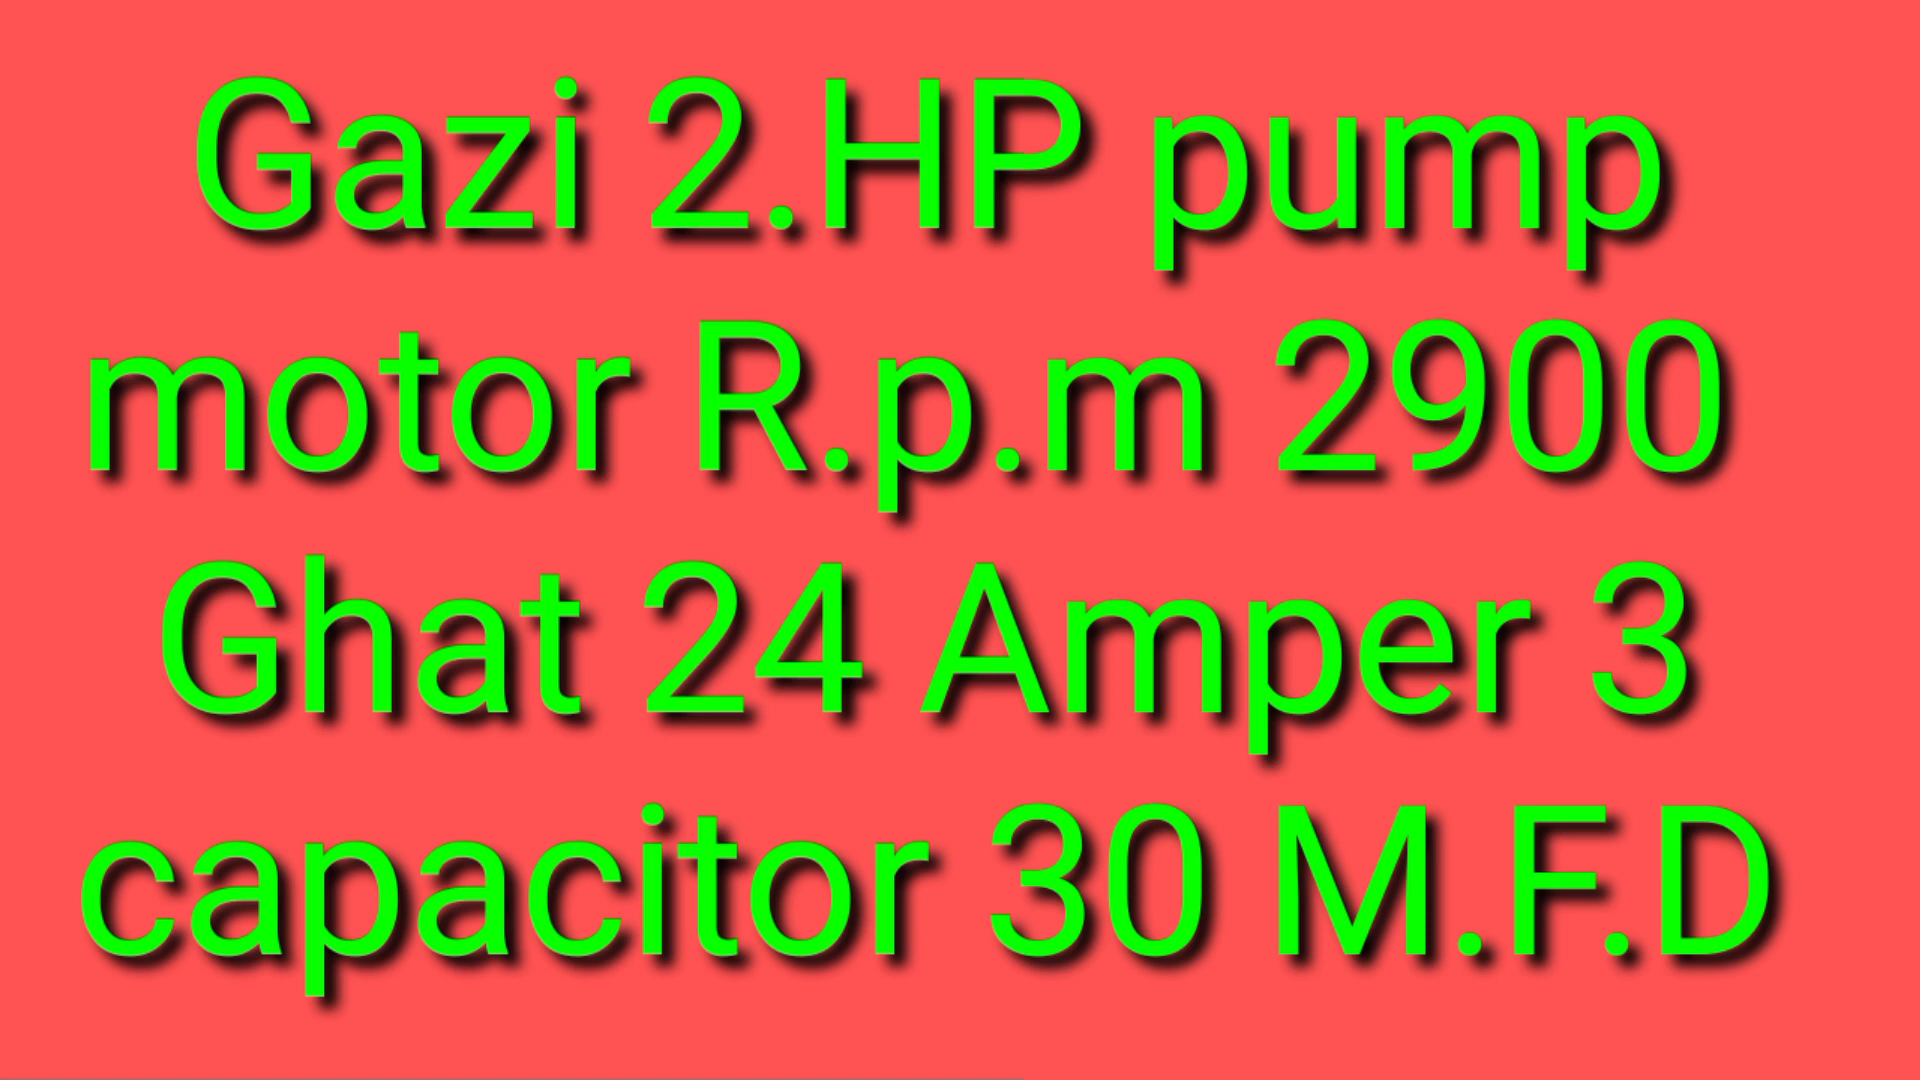 Gazi 2.HP pump
motor R.p.m 2900
Ghat 24 Amper 3
capacitor 30 M.F.D